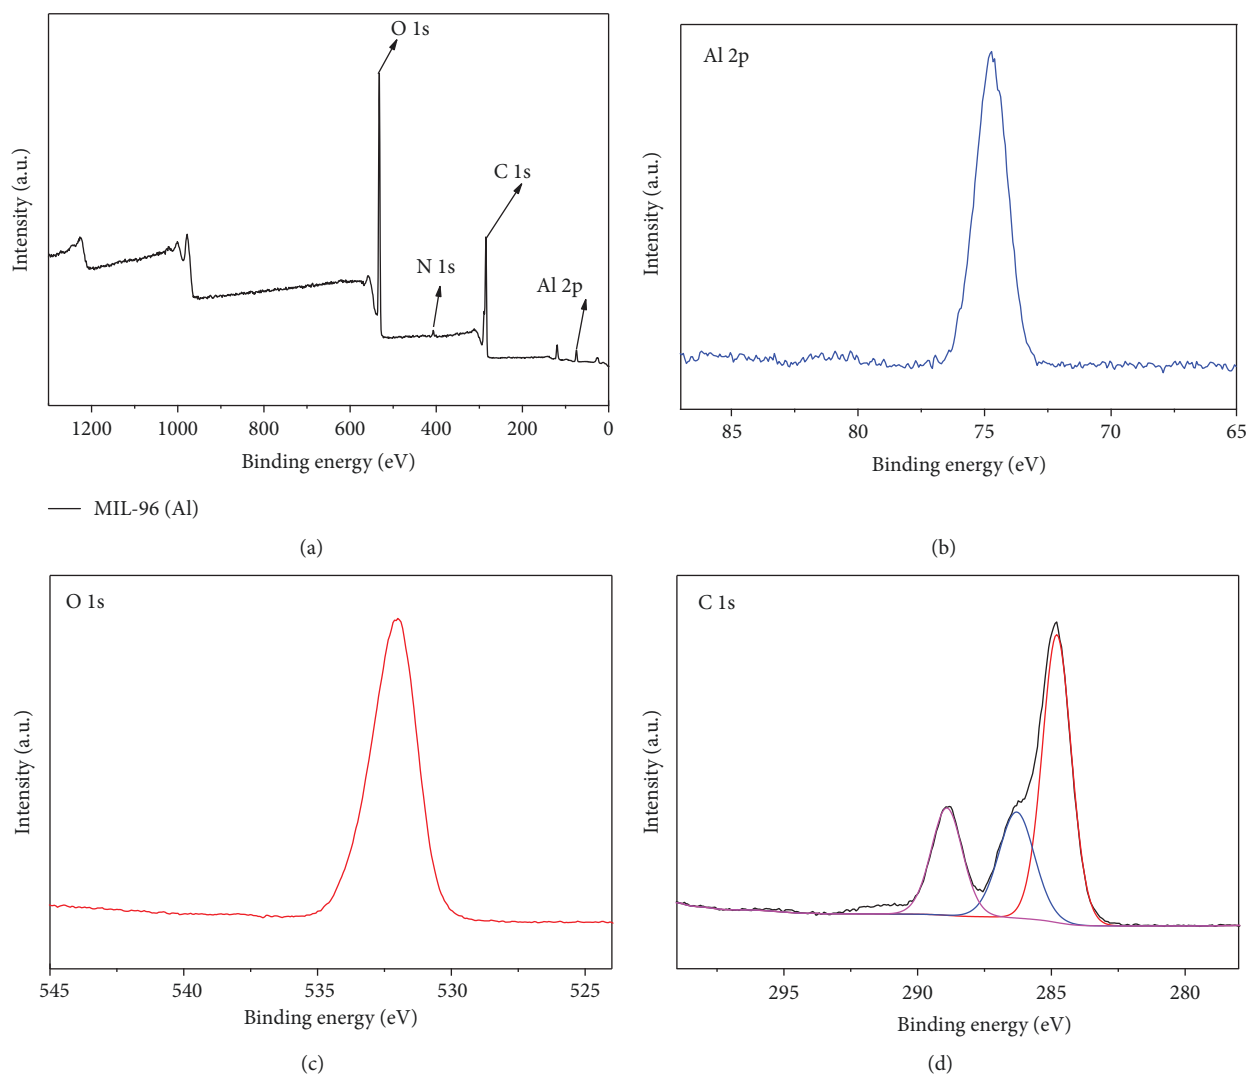 O 1s
C 1s
N 1s
Al 2p
Intensity (a.u.)
1200 1000 800 600 400 200 0
Binding energy (eV)
MIL-96 (Al)
(a)
Al 2p
Intensity (a.u.)
85 80 75 70 65
Binding energy (eV)
(b)
O 1s
Intensity (a.u.)
545 540 535 530 525
Binding energy (eV)
(c)
C 1s
Intensity (a.u.)
295 290 285 280
Binding energy (eV)
(d)